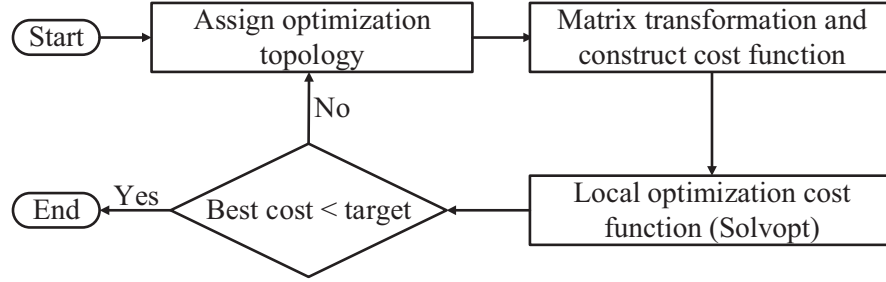 Start
Assign optimization
topology
Matrix transformation and
construct cost function
No
End
Yes
Best cost < target
Local optimization cost
function (Solvopt)